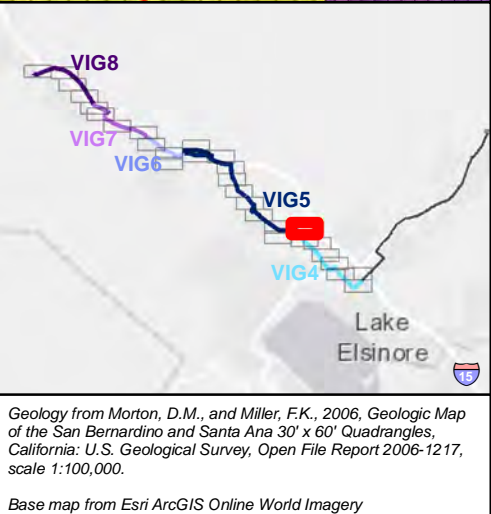 VIG8
VIG7
VIG6
VIG5
VIG4
Lake
Elsinore
15
Geology from Morton, D.M., and Miller, F.K., 2006, Geologic Map
of the San Bernardino and Santa Ana 30' x 60' Quadrangles,
California: U.S. Geological Survey, Open File Report 2006-1217,
scale 1:100,000.
Base map from Esri ArcGIS Online World Imagery